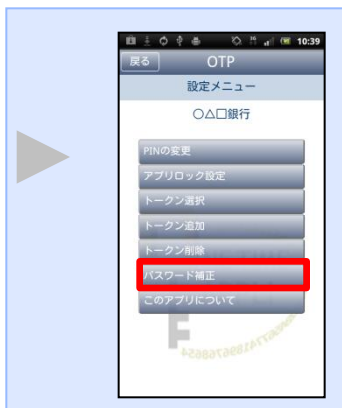 10:39
戻る OTP
設定メニュー
○△□銀行
PINの変更
アプリロック設定
トークン選択
トークン追加
トークン削除
パスワード補正
このアプリについて
F